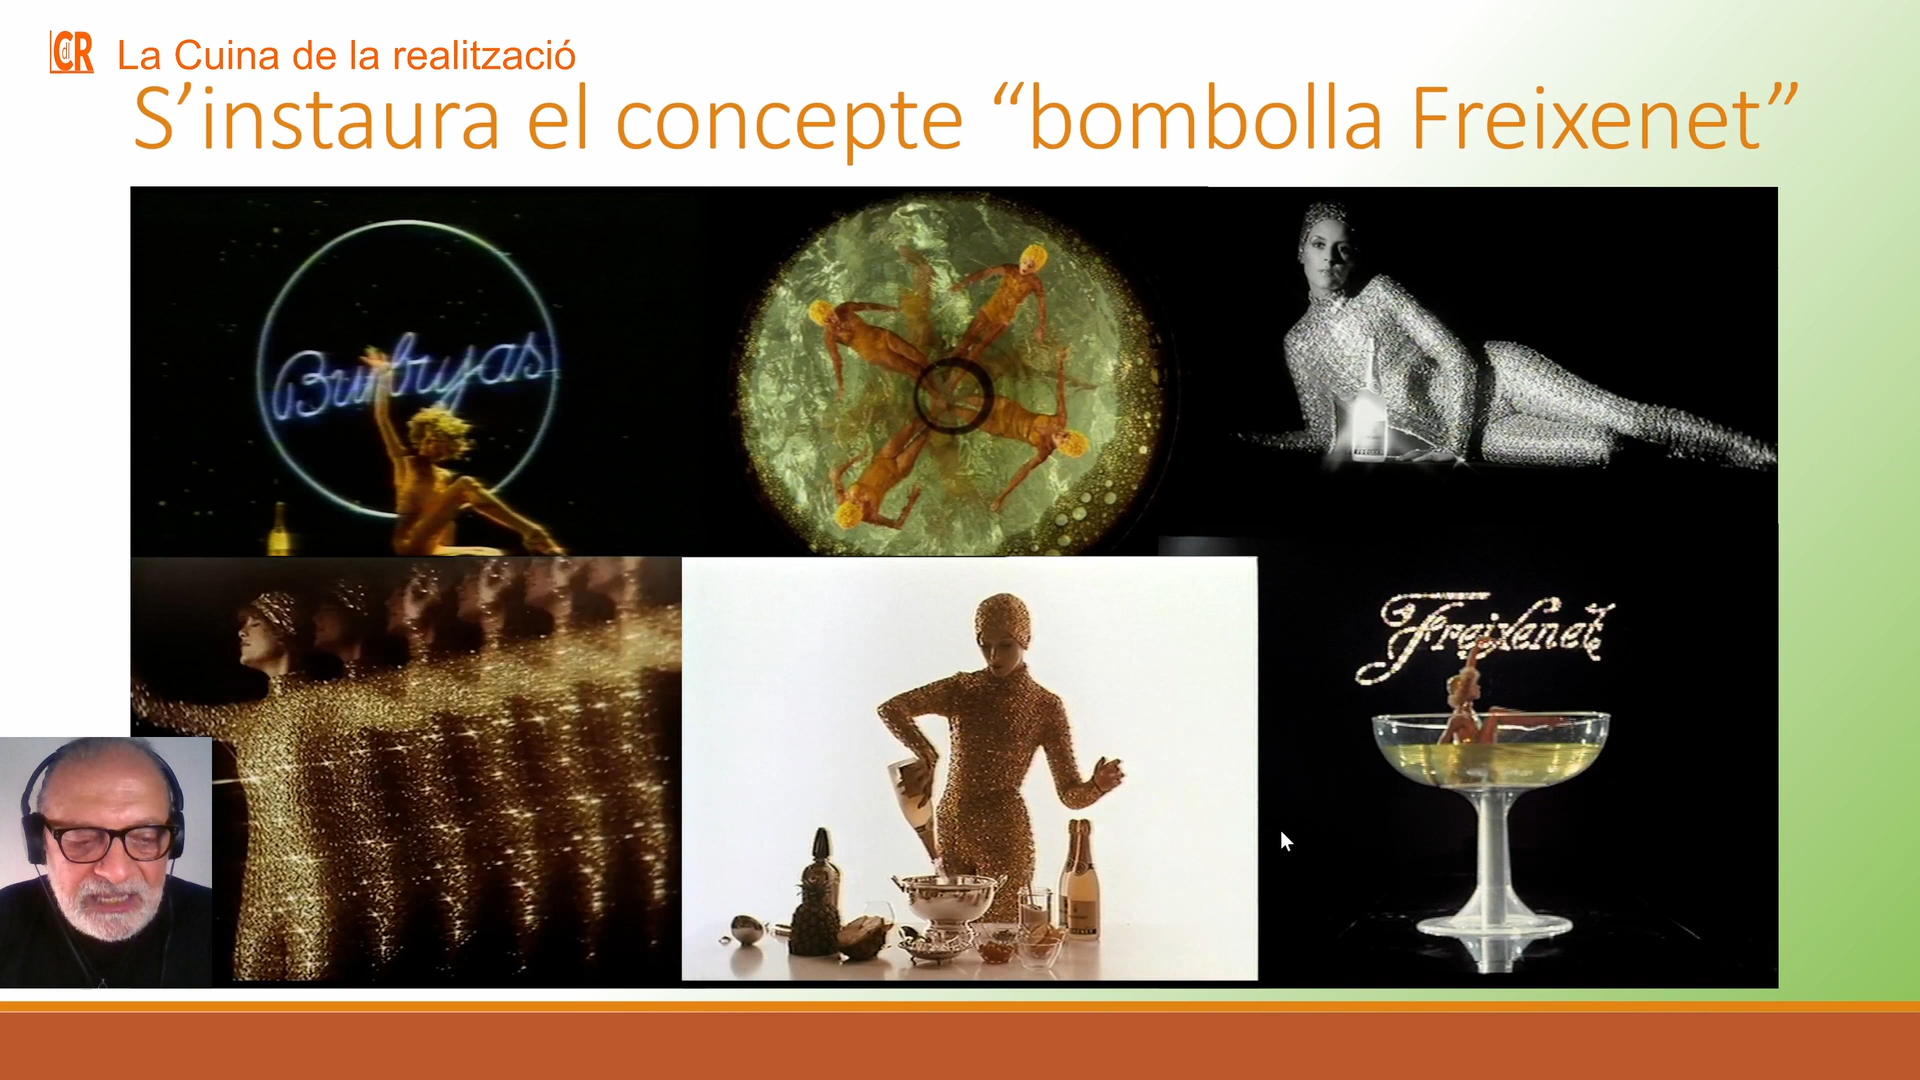 CdR La Cuina de la realització
S’instaura el concepte “bombolla Freixenet”
Burbujas
Freixenet